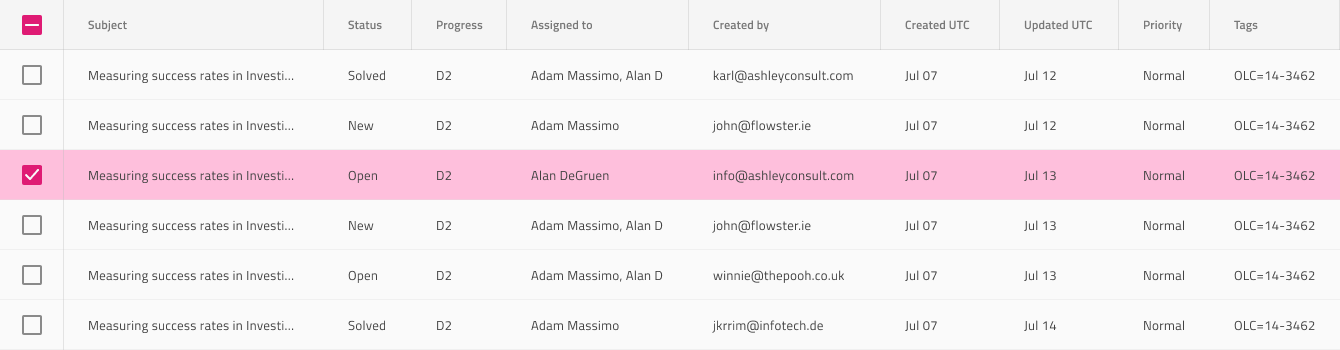 Subject Status Progress Assigned to Created by Created UTC Updated UTC Priority Tags
Measuring success rates in Investi... Solved D2 Adam Massimo, Alan D karl@ashleyconsult.com Jul 07 Jul 12 Normal OLC=14-3462
Measuring success rates in Investi... New D2 Adam Massimo john@flowster.ie Jul 07 Jul 12 Normal OLC=14-3462
Measuring success rates in Investi... Open D2 Alan DeGruen info@ashleyconsult.com Jul 07 Jul 13 Normal OLC=14-3462
Measuring success rates in Investi... New D2 Adam Massimo, Alan D john@flowster.ie Jul 07 Jul 13 Normal OLC=14-3462
Measuring success rates in Investi... Open D2 Adam Massimo, Alan D winnie@thepooh.co.uk Jul 07 Jul 13 Normal OLC=14-3462
Measuring success rates in Investi... Solved D2 Adam Massimo jkrrim@infotech.de Jul 07 Jul 14 Normal OLC=14-3462